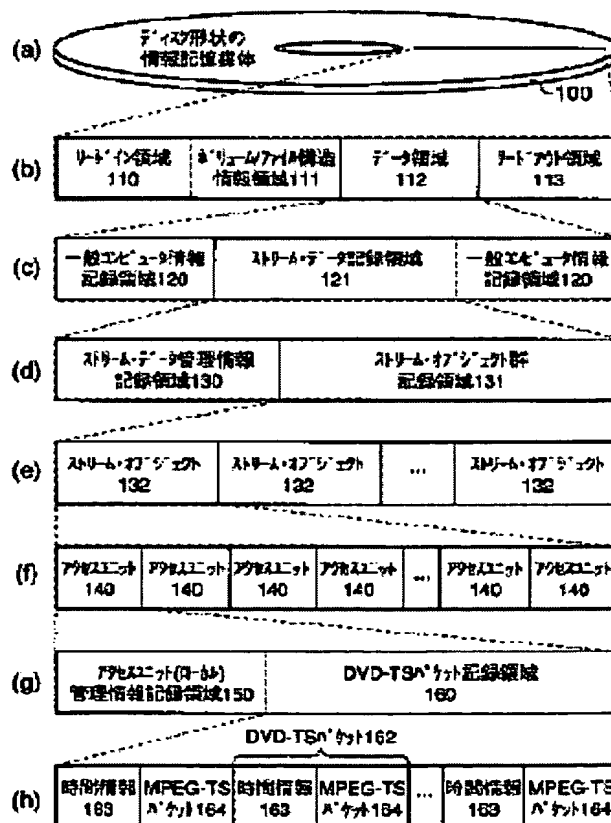 (a)
ディスク形状の
情報記憶媒体
100
(b)
リードイン領域
110
ボリューム/ファイル構造
情報領域111
データ領域
112
リードアウト領域
113
(c)
一般コンピュータ情報
記録領域120
ストリーム・データ記録領域
121
一般コンピュータ情報
記録領域120
(d)
ストリーム・データ管理情報
記録領域130
ストリーム・オブジェクト群
記録領域131
(e)
ストリーム・オブジェクト
132
ストリーム・オブジェクト
132
...
ストリーム・オブジェクト
132
(f)
アクセスユニット
140
アクセスユニット
140
アクセスユニット
140
アクセスユニット
140
...
アクセスユニット
140
アクセスユニット
140
(g)
アクセスユニット(ローカル)
管理情報記録領域150
DVD-TSパケット記録領域
160
DVD-TSパケット162
(h)
時間情報
163
MPEG-TS
パケット164
時間情報
163
MPEG-TS
パケット164
...
時間情報
163
MPEG-TS
パケット164